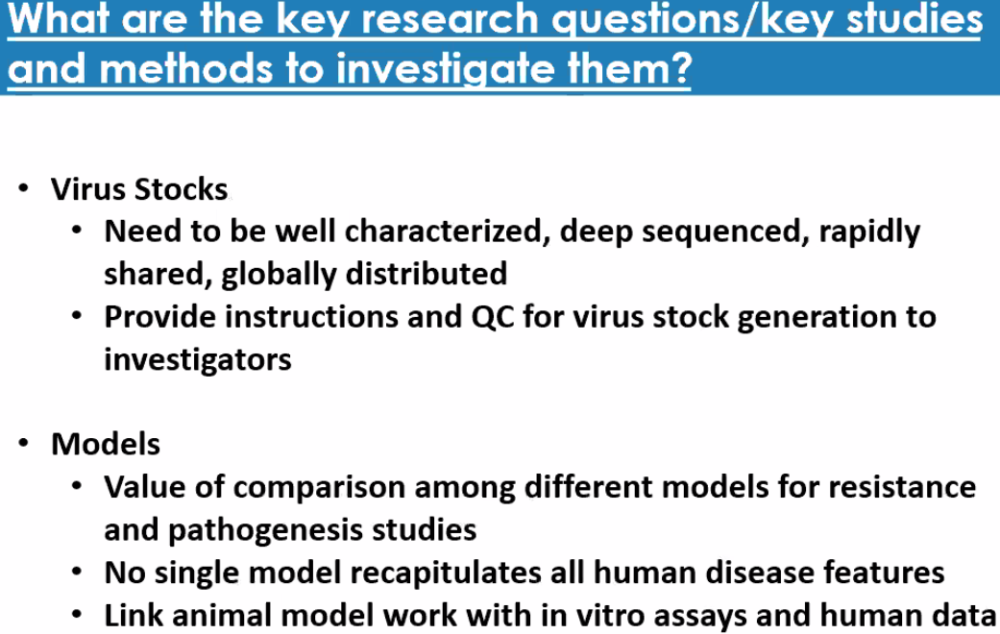 What are the key research questions/key studies
and methods to investigate them?
• Virus Stocks
• Need to be well characterized, deep sequenced, rapidly
shared, globally distributed
• Provide instructions and QC for virus stock generation to
investigators
• Models
• Value of comparison among different models for resistance
and pathogenesis studies
• No single model recapitulates all human disease features
• Link animal model work with in vitro assays and human data